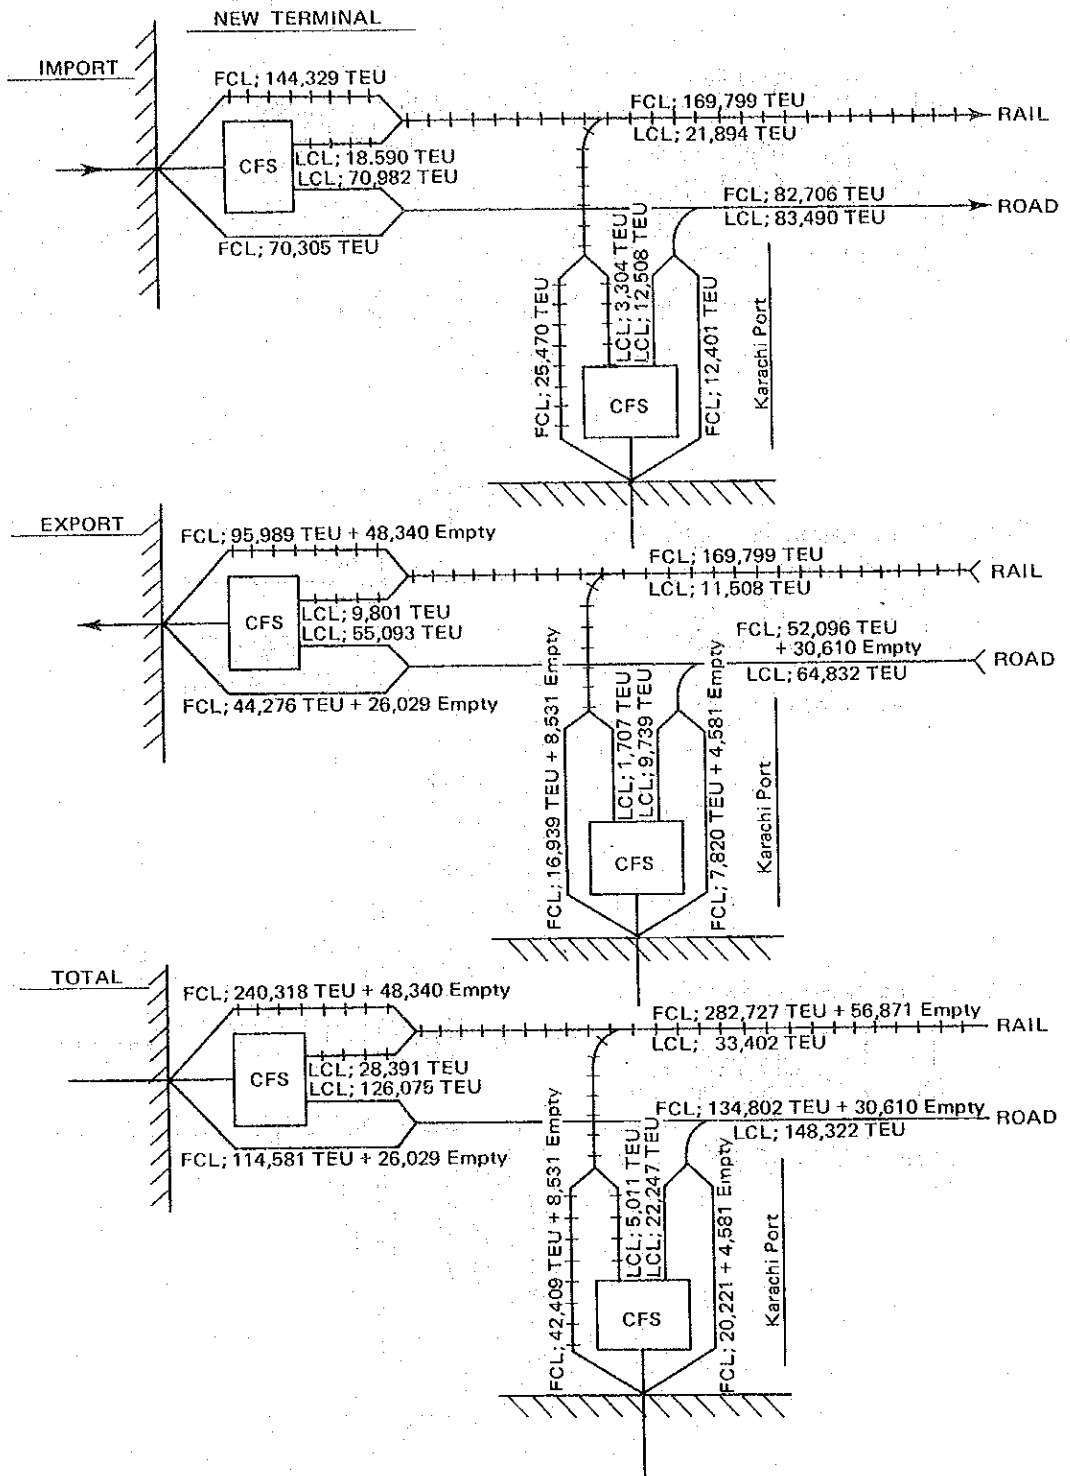 NEW TERMINAL
IMPORT
FCL; 144,329 TEU
FCL; 169,799 TEU
RAIL
LCL; 21,894 TEU
CFS
LCL; 18.590 TEU
LCL; 70,982 TEU
FCL; 82,706 TEU
ROAD
LCL; 83,490 TEU
FCL; 70,305 TEU
FCL; 25,470 TEU
LCL; 3,304 TEU
LCL; 12,508 TEU
FCL; 12,401 TEU
Karachi Port
CFS
EXPORT
FCL; 95,989 TEU + 48,340 Empty
FCL; 169,799 TEU
RAIL
LCL; 11,508 TEU
CFS
LCL; 9,801 TEU
LCL; 55,093 TEU
FCL; 52,096 TEU
+ 30,610 Empty
ROAD
LCL; 64,832 TEU
FCL; 44,276 TEU + 26,029 Empty
FCL; 16,939 TEU + 8,531 Empty
LCL; 1,707 TEU
LCL; 9,739 TEU
FCL; 7,820 TEU + 4,581 Empty
Karachi Port
CFS
TOTAL
FCL; 240,318 TEU + 48,340 Empty
FCL; 282,727 TEU + 56,871 Empty
RAIL
LCL; 33,402 TEU
CFS
LCL; 28,391 TEU
LCL; 126,075 TEU
FCL; 134,802 TEU + 30,610 Empty
ROAD
LCL; 148,322 TEU
FCL; 114,581 TEU + 26,029 Empty
FCL; 42,409 TEU + 8,531 Empty
LCL; 5,011 TEU
LCL; 22,247 TEU
FCL; 20,221 + 4,581 Empty
Karachi Port
CFS